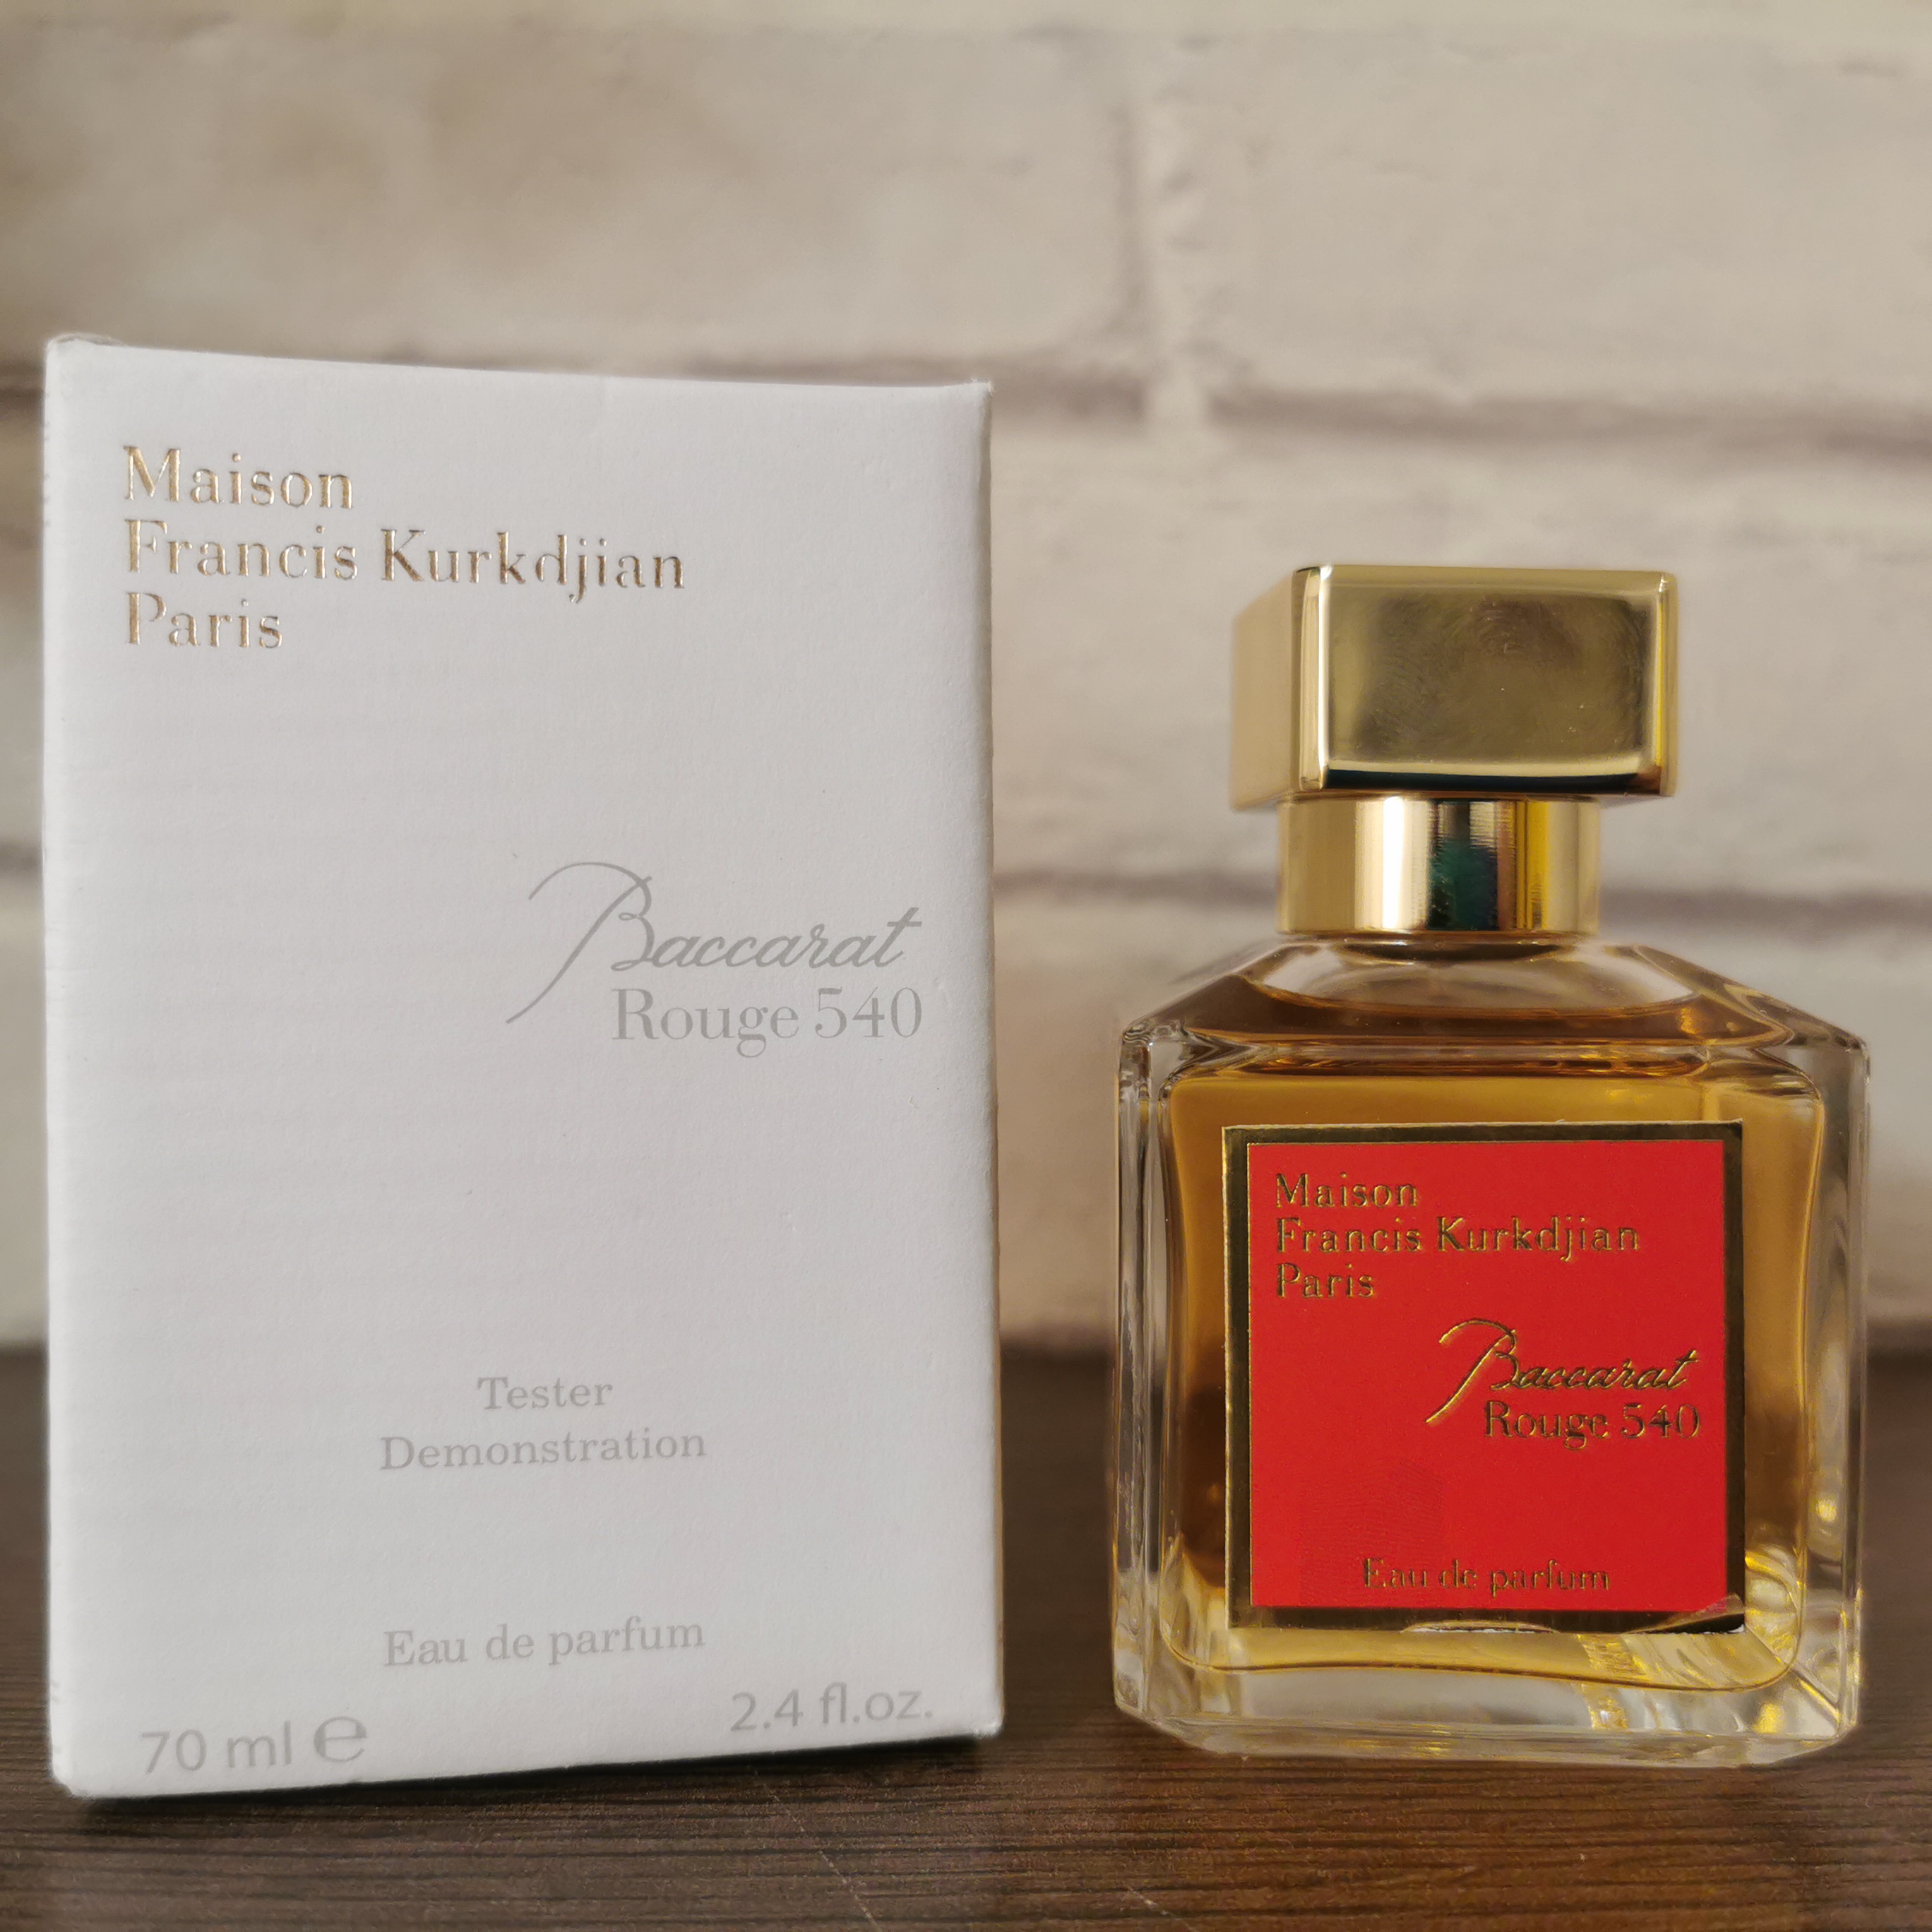 Maison
Francis Kurkdjian
Paris
Baccarat
Rouge 540
Tester
Demonstration
Eau de parfum
70 ml ℮
2.4 fl.oz.
Maison
Francis Kurkdjian
Paris
Baccarat
Rouge 540
Eau de parfum